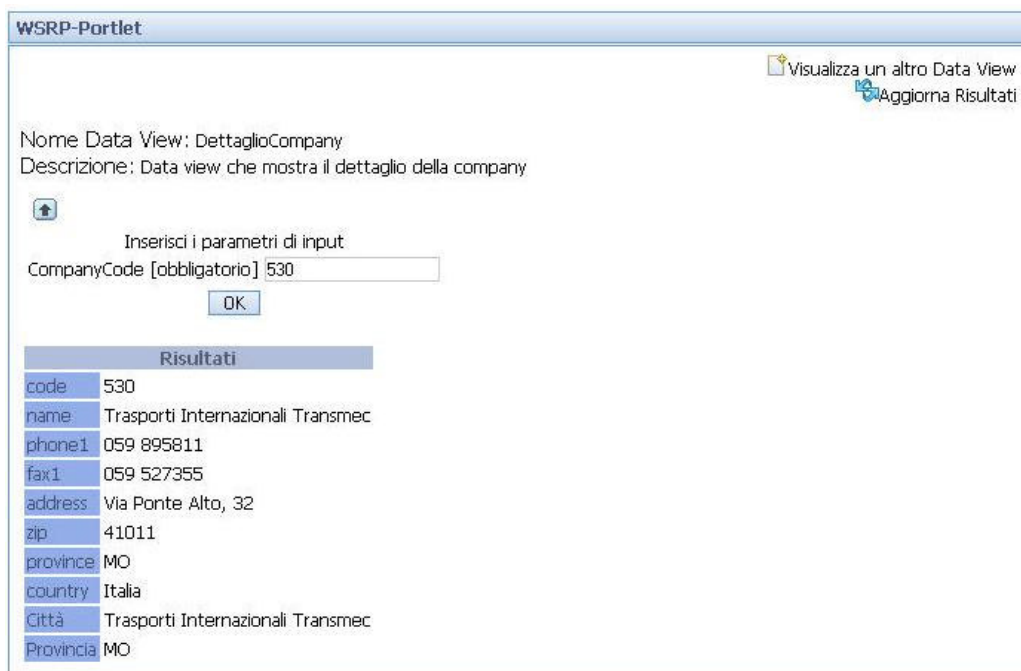 WSRP-Portlet
Visualizza un altro Data View
Aggiorna Risultati
Nome Data View: DettaglioCompany
Descrizione: Data view che mostra il dettaglio della company
Inserisci i parametri di input
CompanyCode [obbligatorio] 530
OK
Risultati
code 530
name Trasporti Internazionali Transmec
phone1 059 895811
fax1 059 527355
address Via Ponte Alto, 32
zip 41011
province MO
country Italia
Città Trasporti Internazionali Transmec
Provincia MO